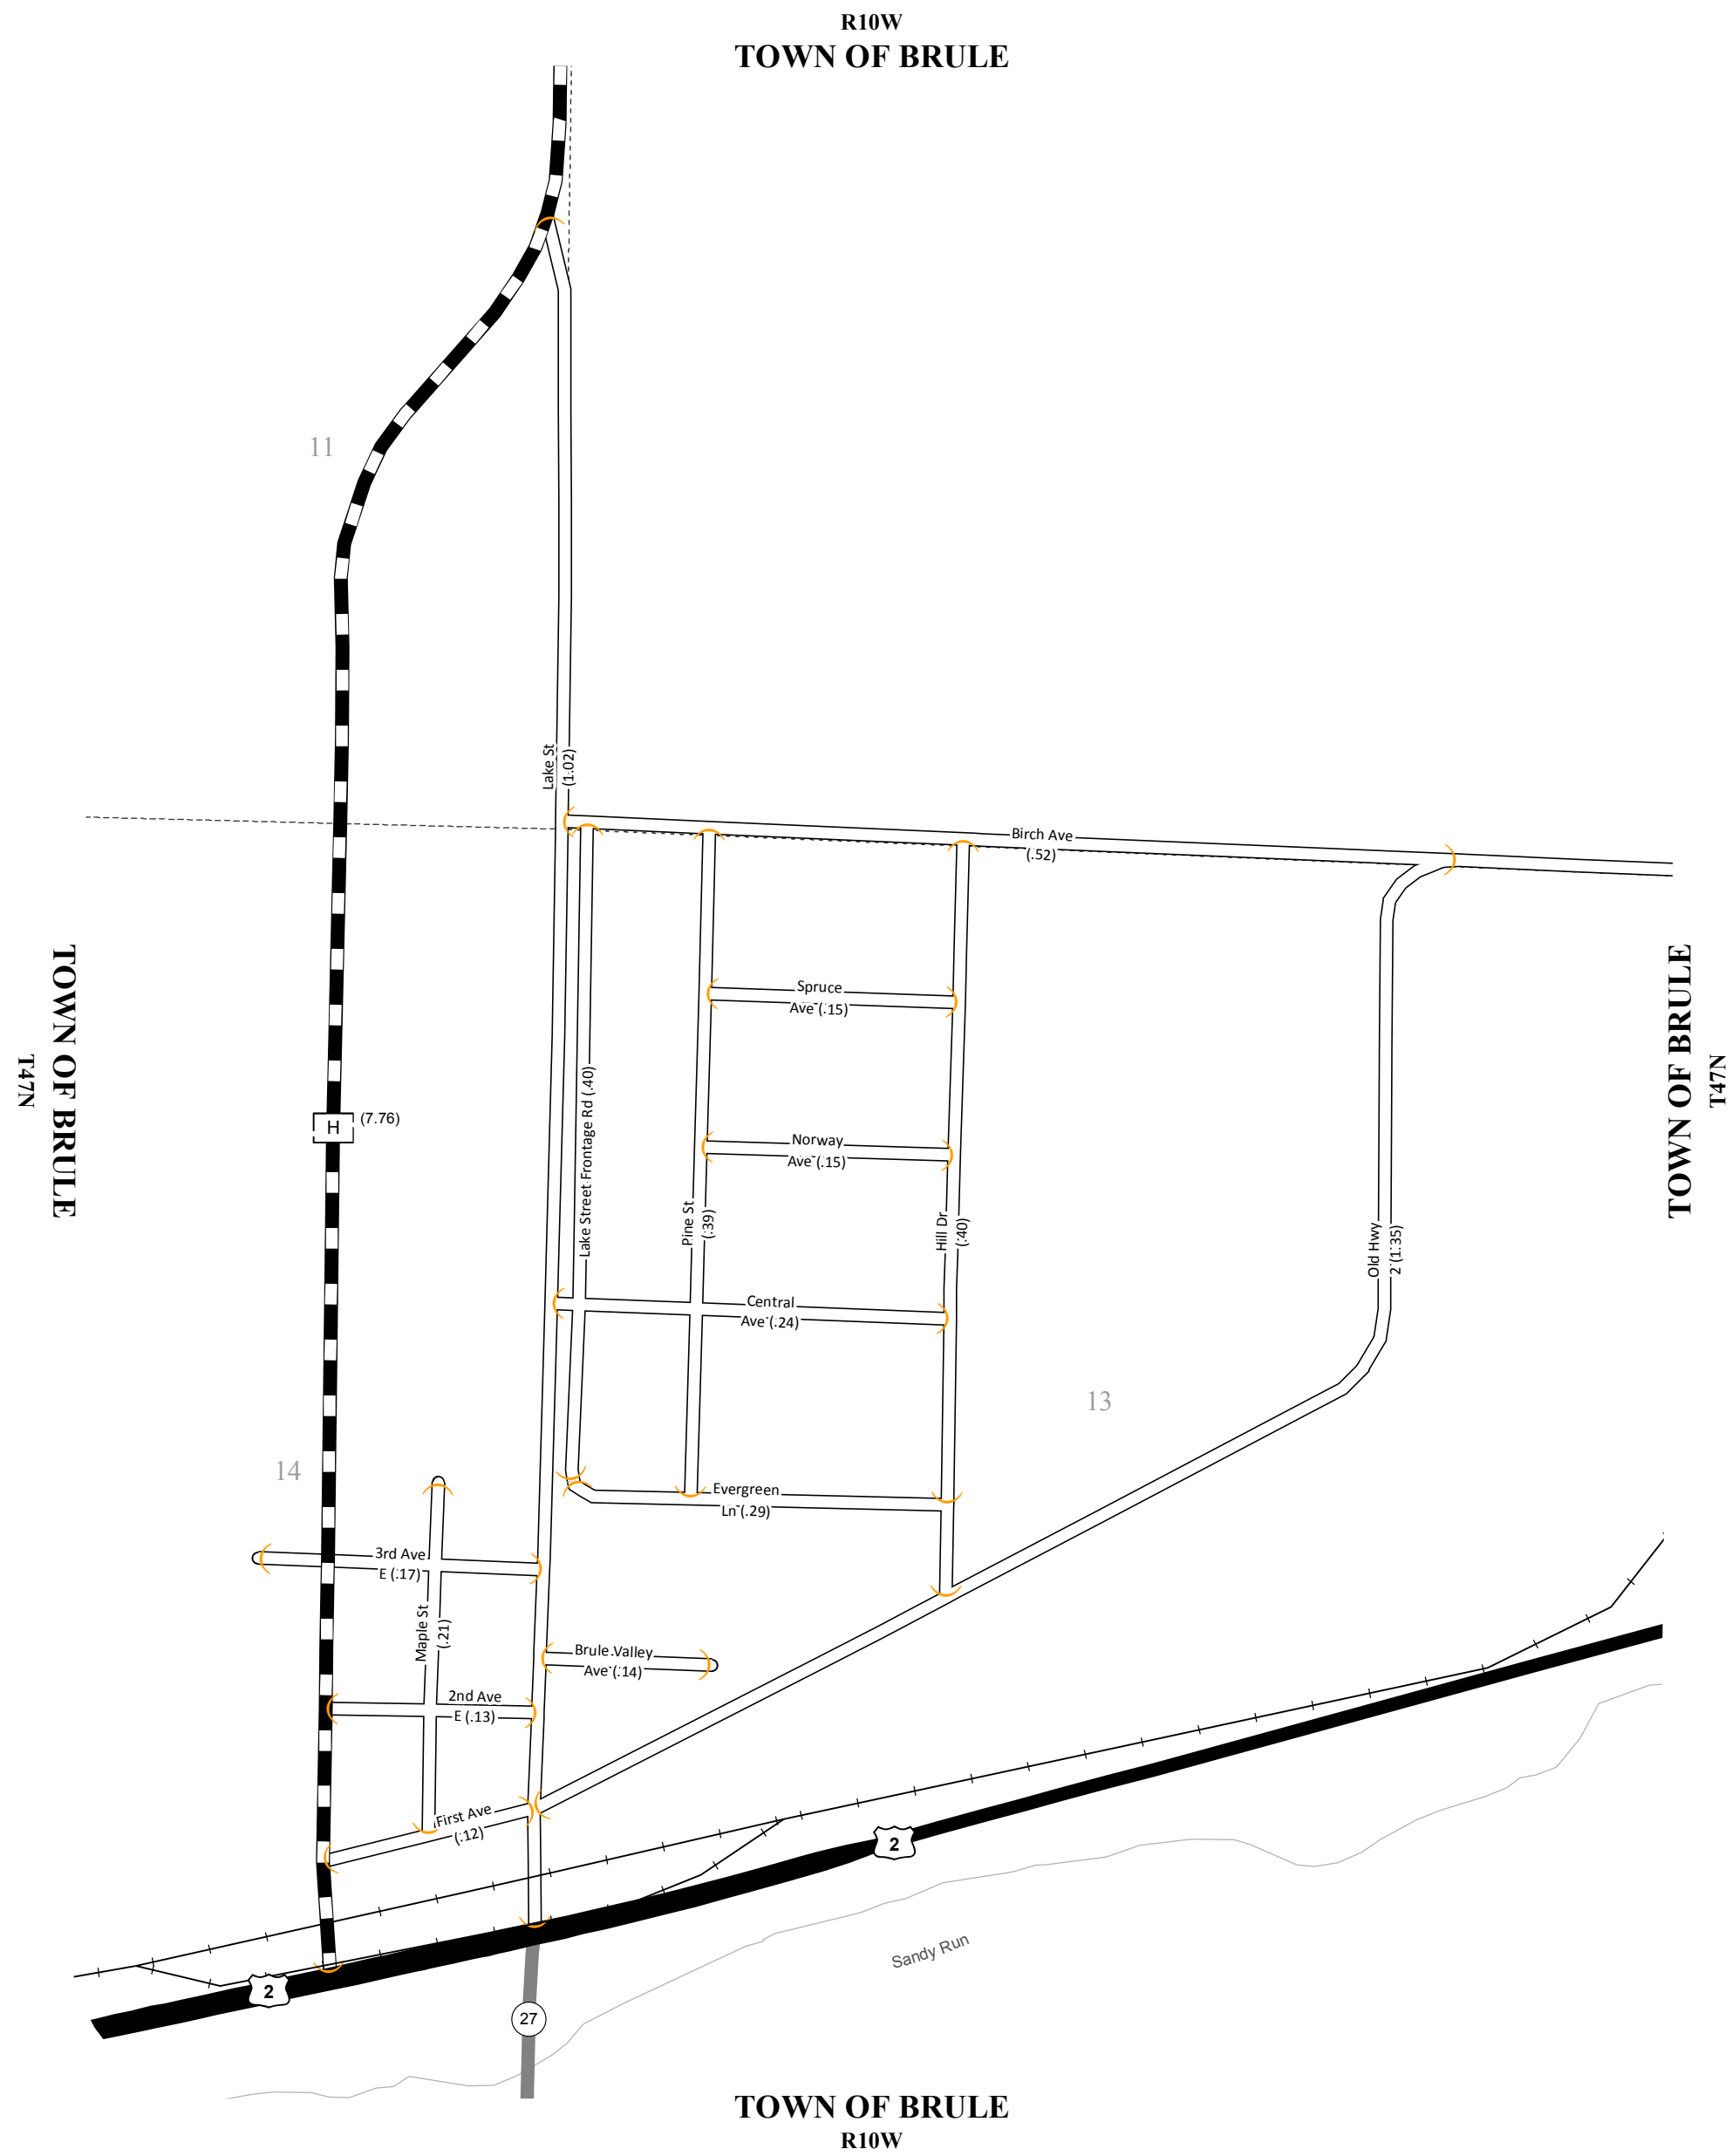 R10W
TOWN OF BRULE
11
Lake St
(1.02)
Birch Ave
(.52)
TOWN OF BRULE
T47N
TOWN OF BRULE
T47N
Spruce
Ave (.15)
H
(7.76)
Lake Street Frontage Rd (.40)
Norway
Ave (.15)
Pine St
(.39)
Hill Dr
(.40)
Old Hwy
2 (1.35)
Central
Ave (.24)
13
14
Evergreen
Ln (.29)
3rd Ave
E (.17)
Maple St
(.21)
Brule Valley
Ave (.14)
2nd Ave
E (.13)
First Ave
(.12)
2
Sandy Run
2
27
TOWN OF BRULE
R10W